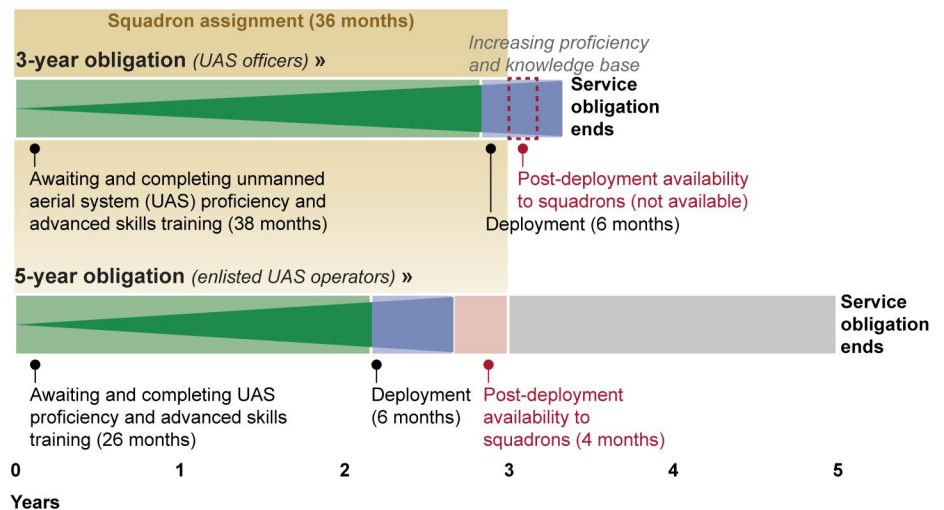 Squadron assignment (36 months)
3-year obligation (UAS officers) »
Increasing proficiency
and knowledge base
Service
obligation
ends
Awaiting and completing unmanned
aerial system (UAS) proficiency and
advanced skills training (38 months)
Post-deployment availability
to squadrons (not available)
Deployment (6 months)
5-year obligation (enlisted UAS operators) »
Service
obligation
ends
Awaiting and completing UAS
proficiency and advanced skills
training (26 months)
Deployment
(6 months)
Post-deployment
availability to
squadrons (4 months)
0 1 2 3 4 5
Years